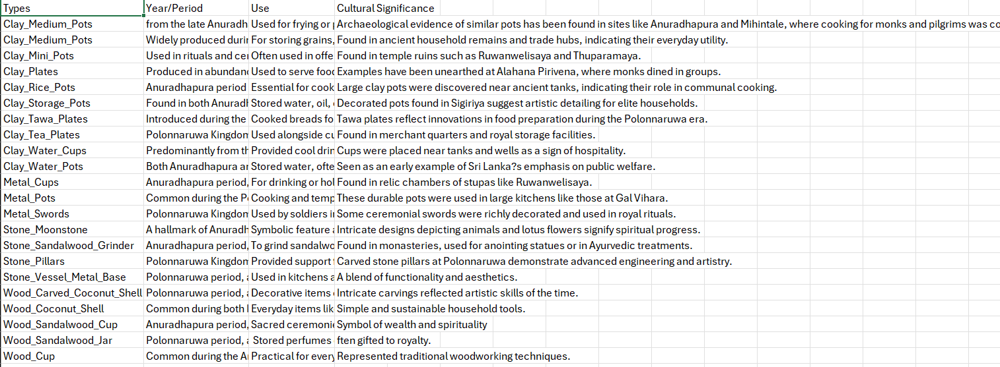 Types Year/Period Use Cultural Significance
Clay_Medium_Pots from the late Anuradh Used for frying or Archaeological evidence of similar pots has been found in sites like Anuradhapura and Mihintale, where cooking for monks and pilgrims was co
Clay_Medium_Pots Widely produced durin For storing grains, Found in ancient household remains and trade hubs, indicating their everyday utility.
Clay_Mini_Pots Used in rituals and cer Often used in offe Found in temple ruins such as Ruwanwelisaya and Thuparamaya.
Clay_Plates Produced in abundan Used to serve food Examples have been unearthed at Alahana Pirivena, where monks dined in groups.
Clay_Rice_Pots Anuradhapura period Essential for cook Large clay pots were discovered near ancient tanks, indicating their role in communal cooking.
Clay_Storage_Pots Found in both Anuradh Stored water, oil, Decorated pots found in Sigiriya suggest artistic detailing for elite households.
Clay_Tawa_Plates Introduced during the Cooked breads fo Tawa plates reflect innovations in food preparation during the Polonnaruwa era.
Clay_Tea_Plates Polonnaruwa Kingdom Used alongside cu Found in merchant quarters and royal storage facilities.
Clay_Water_Cups Predominantly from th Provided cool drin Cups were placed near tanks and wells as a sign of hospitality.
Clay_Water_Pots Both Anuradhapura an Stored water, ofte Seen as an early example of Sri Lanka?s emphasis on public welfare.
Metal_Cups Anuradhapura period, For drinking or hol Found in relic chambers of stupas like Ruwanwelisaya.
Metal_Pots Common during the Po Cooking and temp These durable pots were used in large kitchens like those at Gal Vihara.
Metal_Swords Polonnaruwa Kingdom Used by soldiers in Some ceremonial swords were richly decorated and used in royal rituals.
Stone_Moonstone A hallmark of Anuradh Symbolic feature Intricate designs depicting animals and lotus flowers signify spiritual progress.
Stone_Sandalwood_Grinder Anuradhapura period, To grind sandalwo Found in monasteries, used for anointing statues or in Ayurvedic treatments.
Stone_Pillars Polonnaruwa Kingdom Provided support Carved stone pillars at Polonnaruwa demonstrate advanced engineering and artistry.
Stone_Vessel_Metal_Base Polonnaruwa period, Used in kitchens a A blend of functionality and aesthetics.
Wood_Carved_Coconut_Shell Polonnaruwa period, Decorative items Intricate carvings reflected artistic skills of the time.
Wood_Coconut_Shell Common during both Everyday items lik Simple and sustainable household tools.
Wood_Sandalwood_Cup Anuradhapura period, Sacred ceremonie Symbol of wealth and spirituality
Wood_Sandalwood_Jar Polonnaruwa period, Stored perfumes ften gifted to royalty.
Wood_Cup Common during the An Practical for every Represented traditional woodworking techniques.